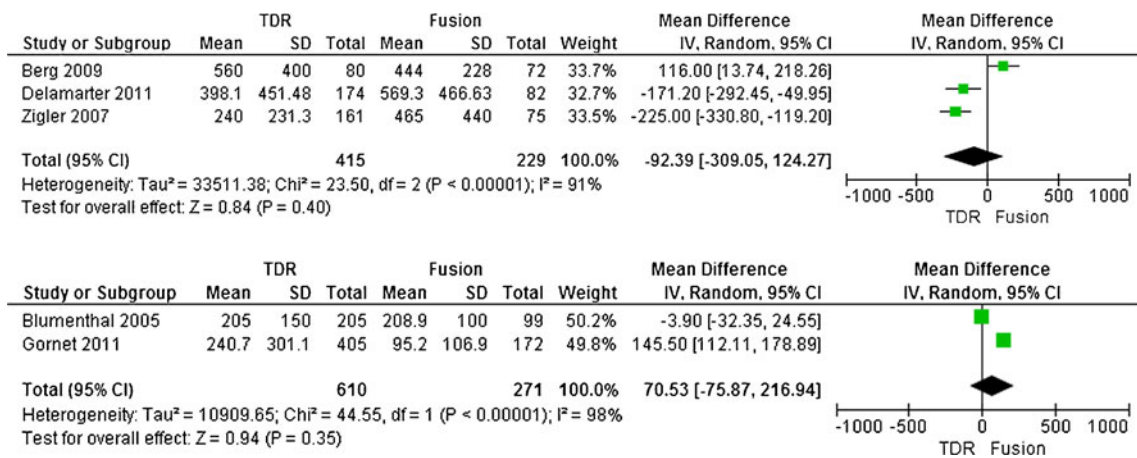 TDR Fusion Mean Difference Mean Difference
Study or Subgroup Mean SD Total Mean SD Total Weight IV, Random, 95% CI IV, Random, 95% CI
Berg 2009 560 400 80 444 228 72 33.7% 116.00 [13.74, 218.26]
Delamarter 2011 398.1 451.48 174 569.3 466.63 82 32.7% -171.20 [-292.45, -49.95]
Zigler 2007 240 231.3 161 465 440 75 33.5% -225.00 [-330.80, -119.20]
Total (95% CI) 415 229 100.0% -92.39 [-309.05, 124.27]
Heterogeneity: Tau² = 33511.38; Chi² = 23.50, df = 2 (P < 0.00001); I² = 91%
Test for overall effect: Z = 0.84 (P = 0.40)
-1000 -500 0 500 1000
TDR Fusion
TDR Fusion Mean Difference Mean Difference
Study or Subgroup Mean SD Total Mean SD Total Weight IV, Random, 95% CI IV, Random, 95% CI
Blumenthal 2005 205 150 205 208.9 100 99 50.2% -3.90 [-32.35, 24.55]
Gornet 2011 240.7 301.1 405 95.2 106.9 172 49.8% 145.50 [112.11, 178.89]
Total (95% CI) 610 271 100.0% 70.53 [-75.87, 216.94]
Heterogeneity: Tau² = 10909.65; Chi² = 44.55, df = 1 (P < 0.00001); I² = 98%
Test for overall effect: Z = 0.94 (P = 0.35)
-1000 -500 0 500 1000
TDR Fusion